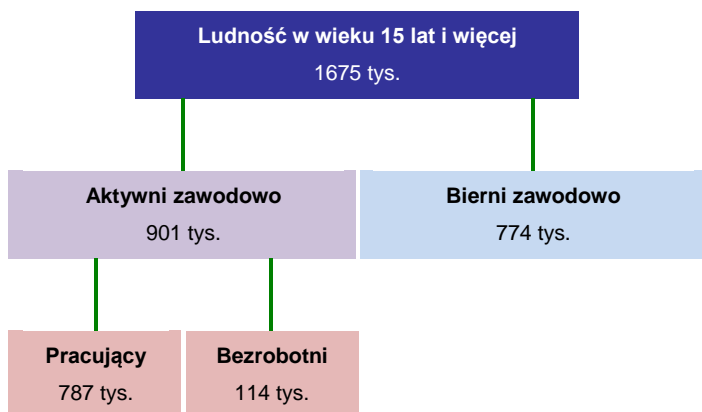 Ludność w wieku 15 lat i więcej
1675 tys.
Aktywni zawodowo
901 tys.
Bierni zawodowo
774 tys.
Pracujący
787 tys.
Bezrobotni
114 tys.